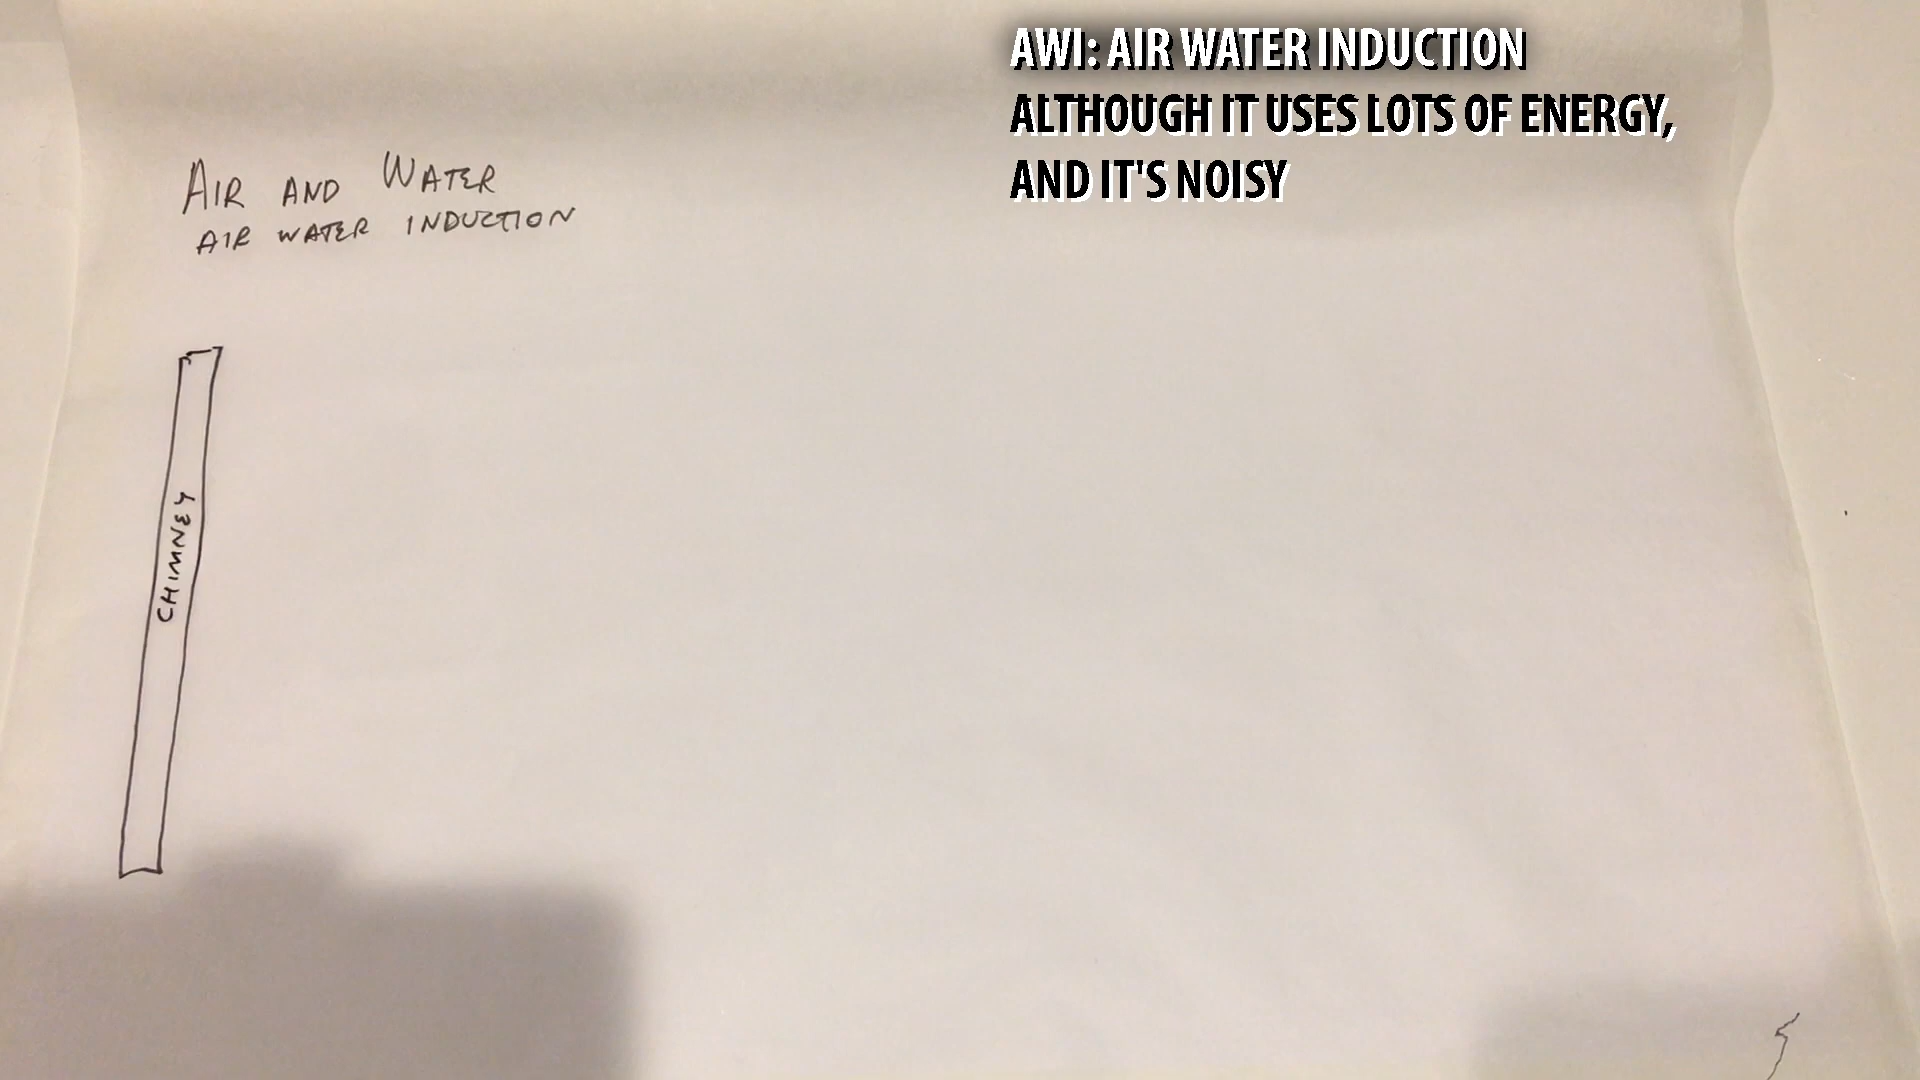 AWI: AIR WATER INDUCTION
ALTHOUGH IT USES LOTS OF ENERGY,
AND IT'S NOISY
AIR AND WATER
AIR WATER INDUCTION
CHIMNEY